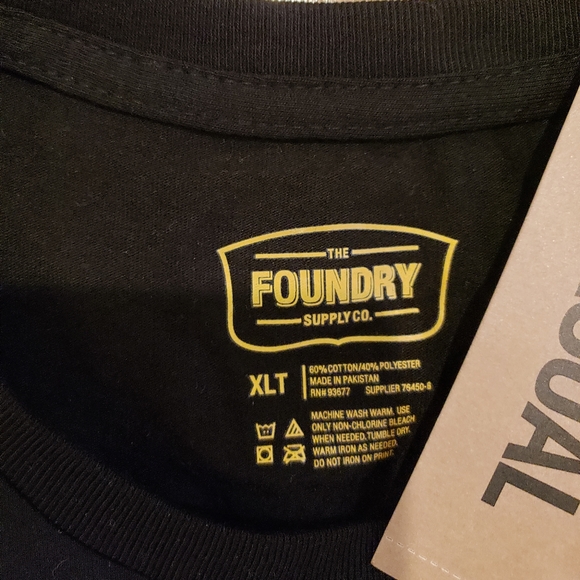 THE
FOUNDRY
SUPPLY CO.
XLT
60% COTTON/40% POLYESTER
MADE IN PAKISTAN
RN# 93677 SUPPLIER 76450-8
MACHINE WASH WARM. USE
ONLY NON-CHLORINE BLEACH
WHEN NEEDED. TUMBLE DRY.
WARM IRON AS NEEDED.
DO NOT IRON ON PRINT.